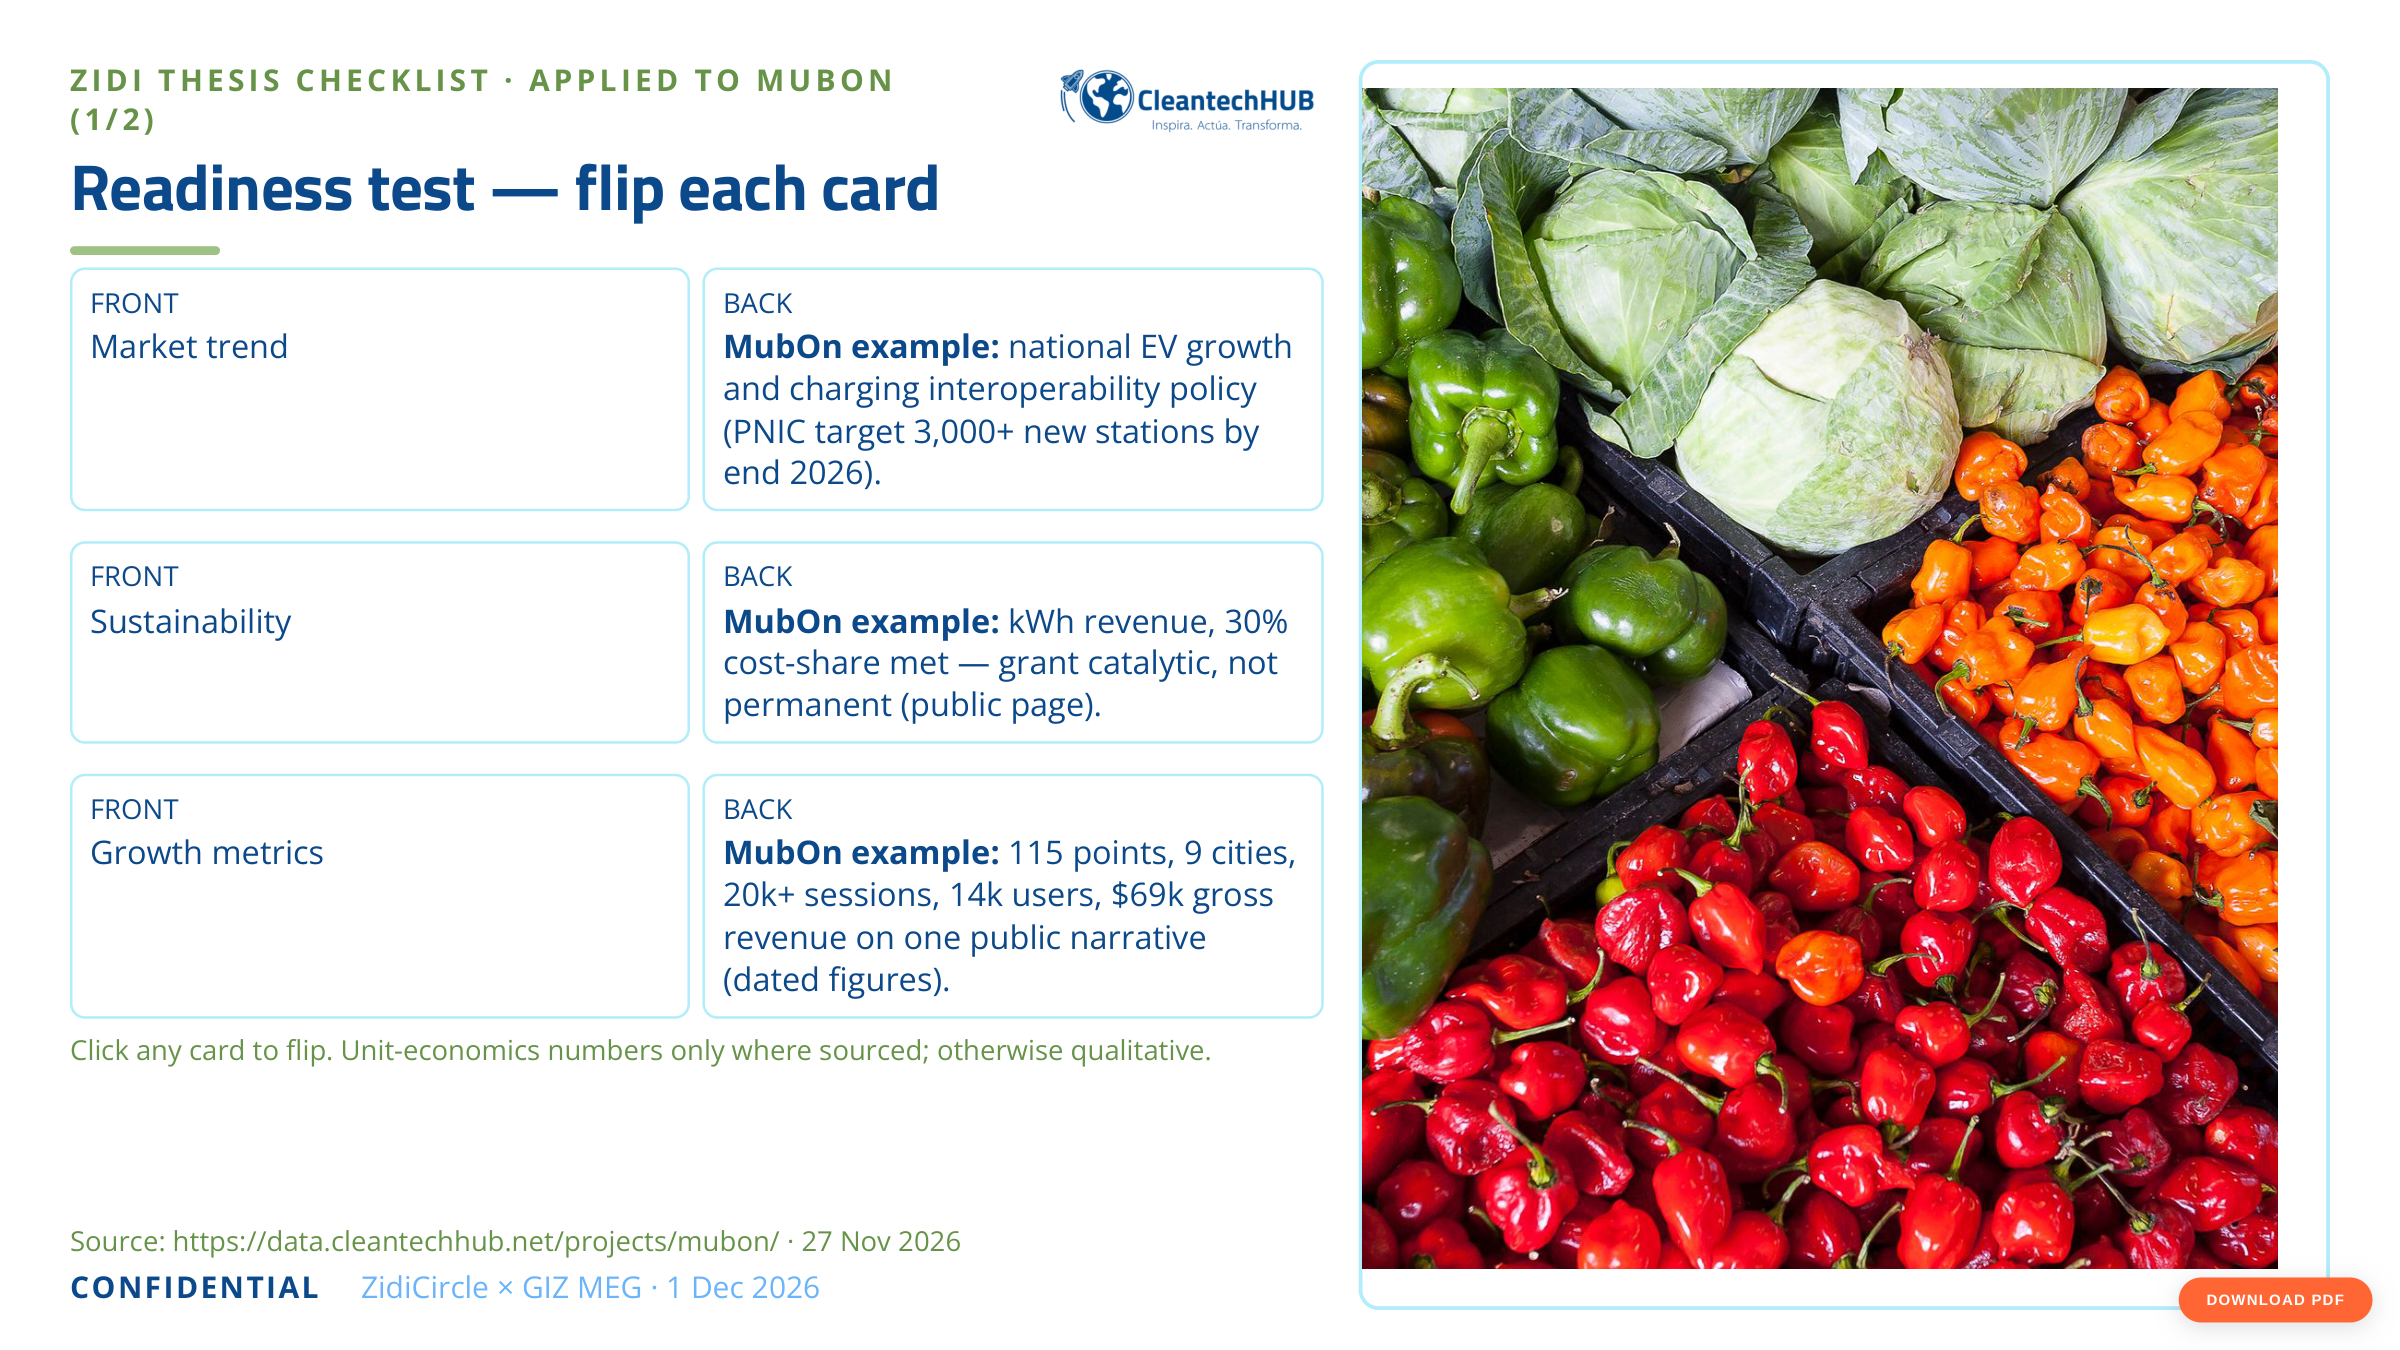 ZIDI THESIS CHECKLIST · APPLIED TO MUBON
(1/2)
CleantechHUB
Inspira. Actúa. Transforma.
Readiness test — flip each card
FRONT
Market trend
BACK
MubOn example: national EV growth
and charging interoperability policy
(PNIC target 3,000+ new stations by
end 2026).
FRONT
Sustainability
BACK
MubOn example: kWh revenue, 30%
cost-share met — grant catalytic, not
permanent (public page).
FRONT
Growth metrics
BACK
MubOn example: 115 points, 9 cities,
20k+ sessions, 14k users, $69k gross
revenue on one public narrative
(dated figures).
Click any card to flip. Unit-economics numbers only where sourced; otherwise qualitative.
Source: https://data.cleantechhub.net/projects/mubon/ · 27 Nov 2026
CONFIDENTIAL ZidiCircle × GIZ MEG · 1 Dec 2026
DOWNLOAD PDF